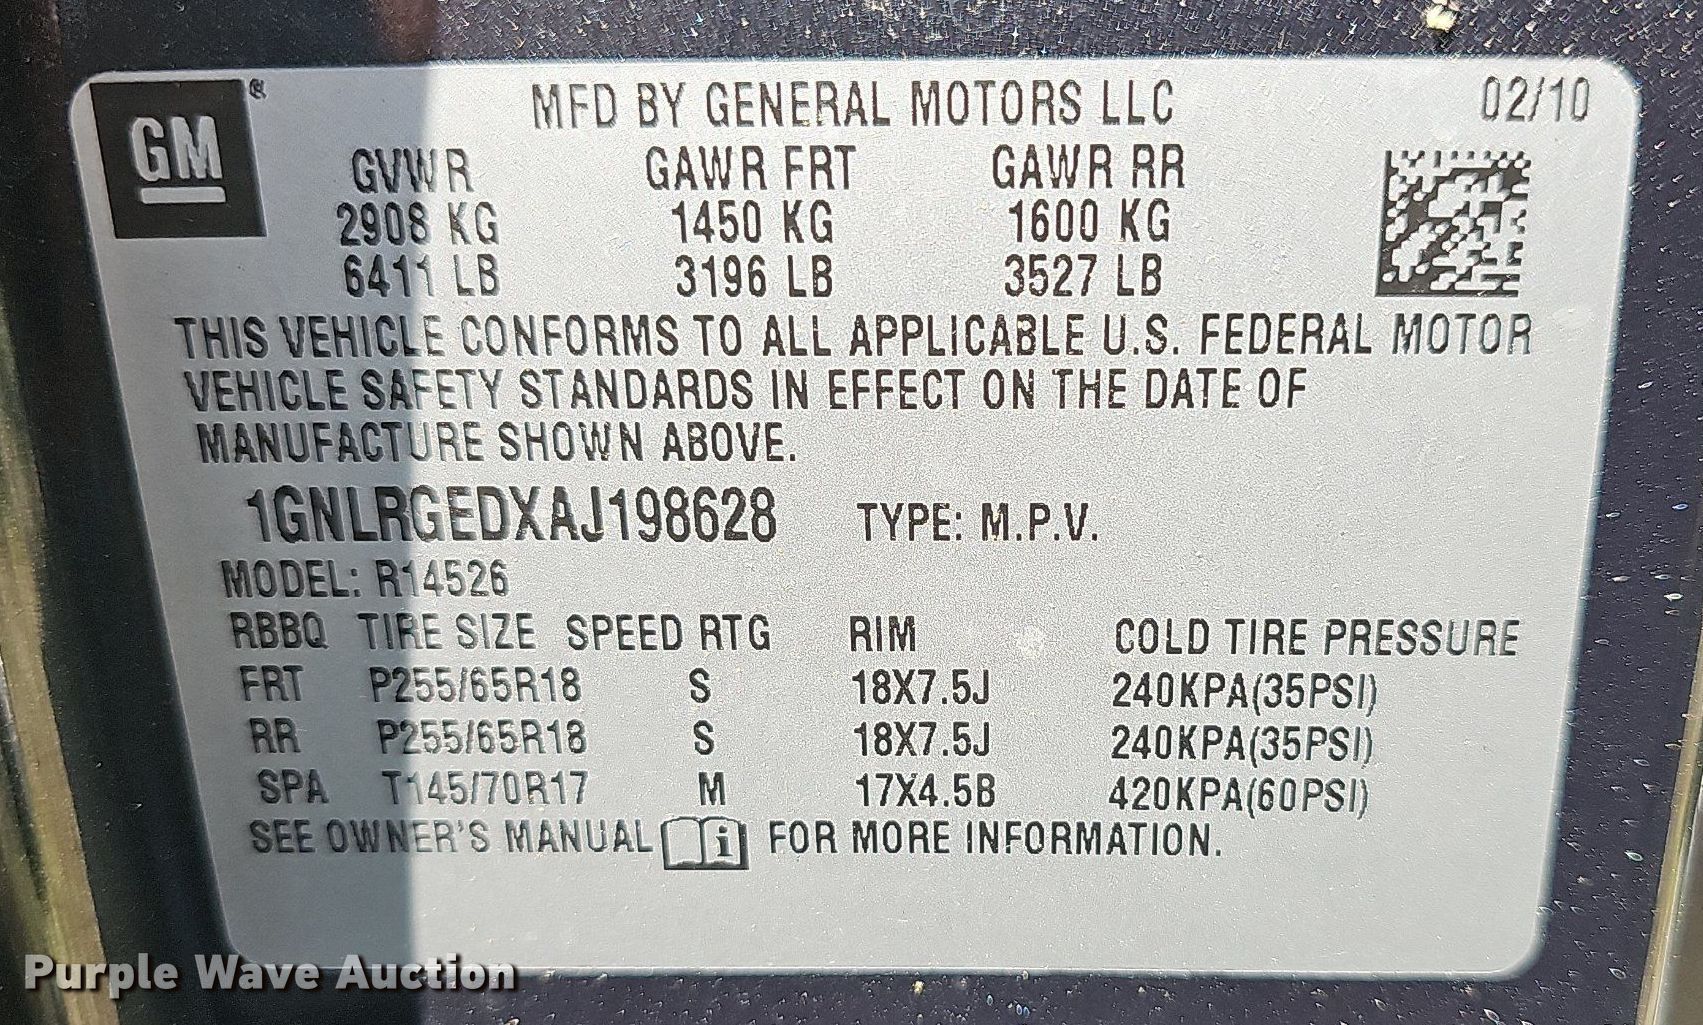 GM ® MFD BY GENERAL MOTORS LLC 02/10
GVWR GAWR FRT GAWR RR
2908 KG 1450 KG 1600 KG
6411 LB 3196 LB 3527 LB
THIS VEHICLE CONFORMS TO ALL APPLICABLE U.S. FEDERAL MOTOR
VEHICLE SAFETY STANDARDS IN EFFECT ON THE DATE OF
MANUFACTURE SHOWN ABOVE.
1GNLRGEDXAJ198628 TYPE: M.P.V.
MODEL: R14526
RBBQ TIRE SIZE SPEED RTG RIM COLD TIRE PRESSURE
FRT P255/65R18 S 18X7.5J 240KPA(35PSI)
RR P255/65R18 S 18X7.5J 240KPA(35PSI)
SPA T145/70R17 M 17X4.5B 420KPA(60PSI)
SEE OWNER'S MANUAL i FOR MORE INFORMATION.
Purple Wave Auction